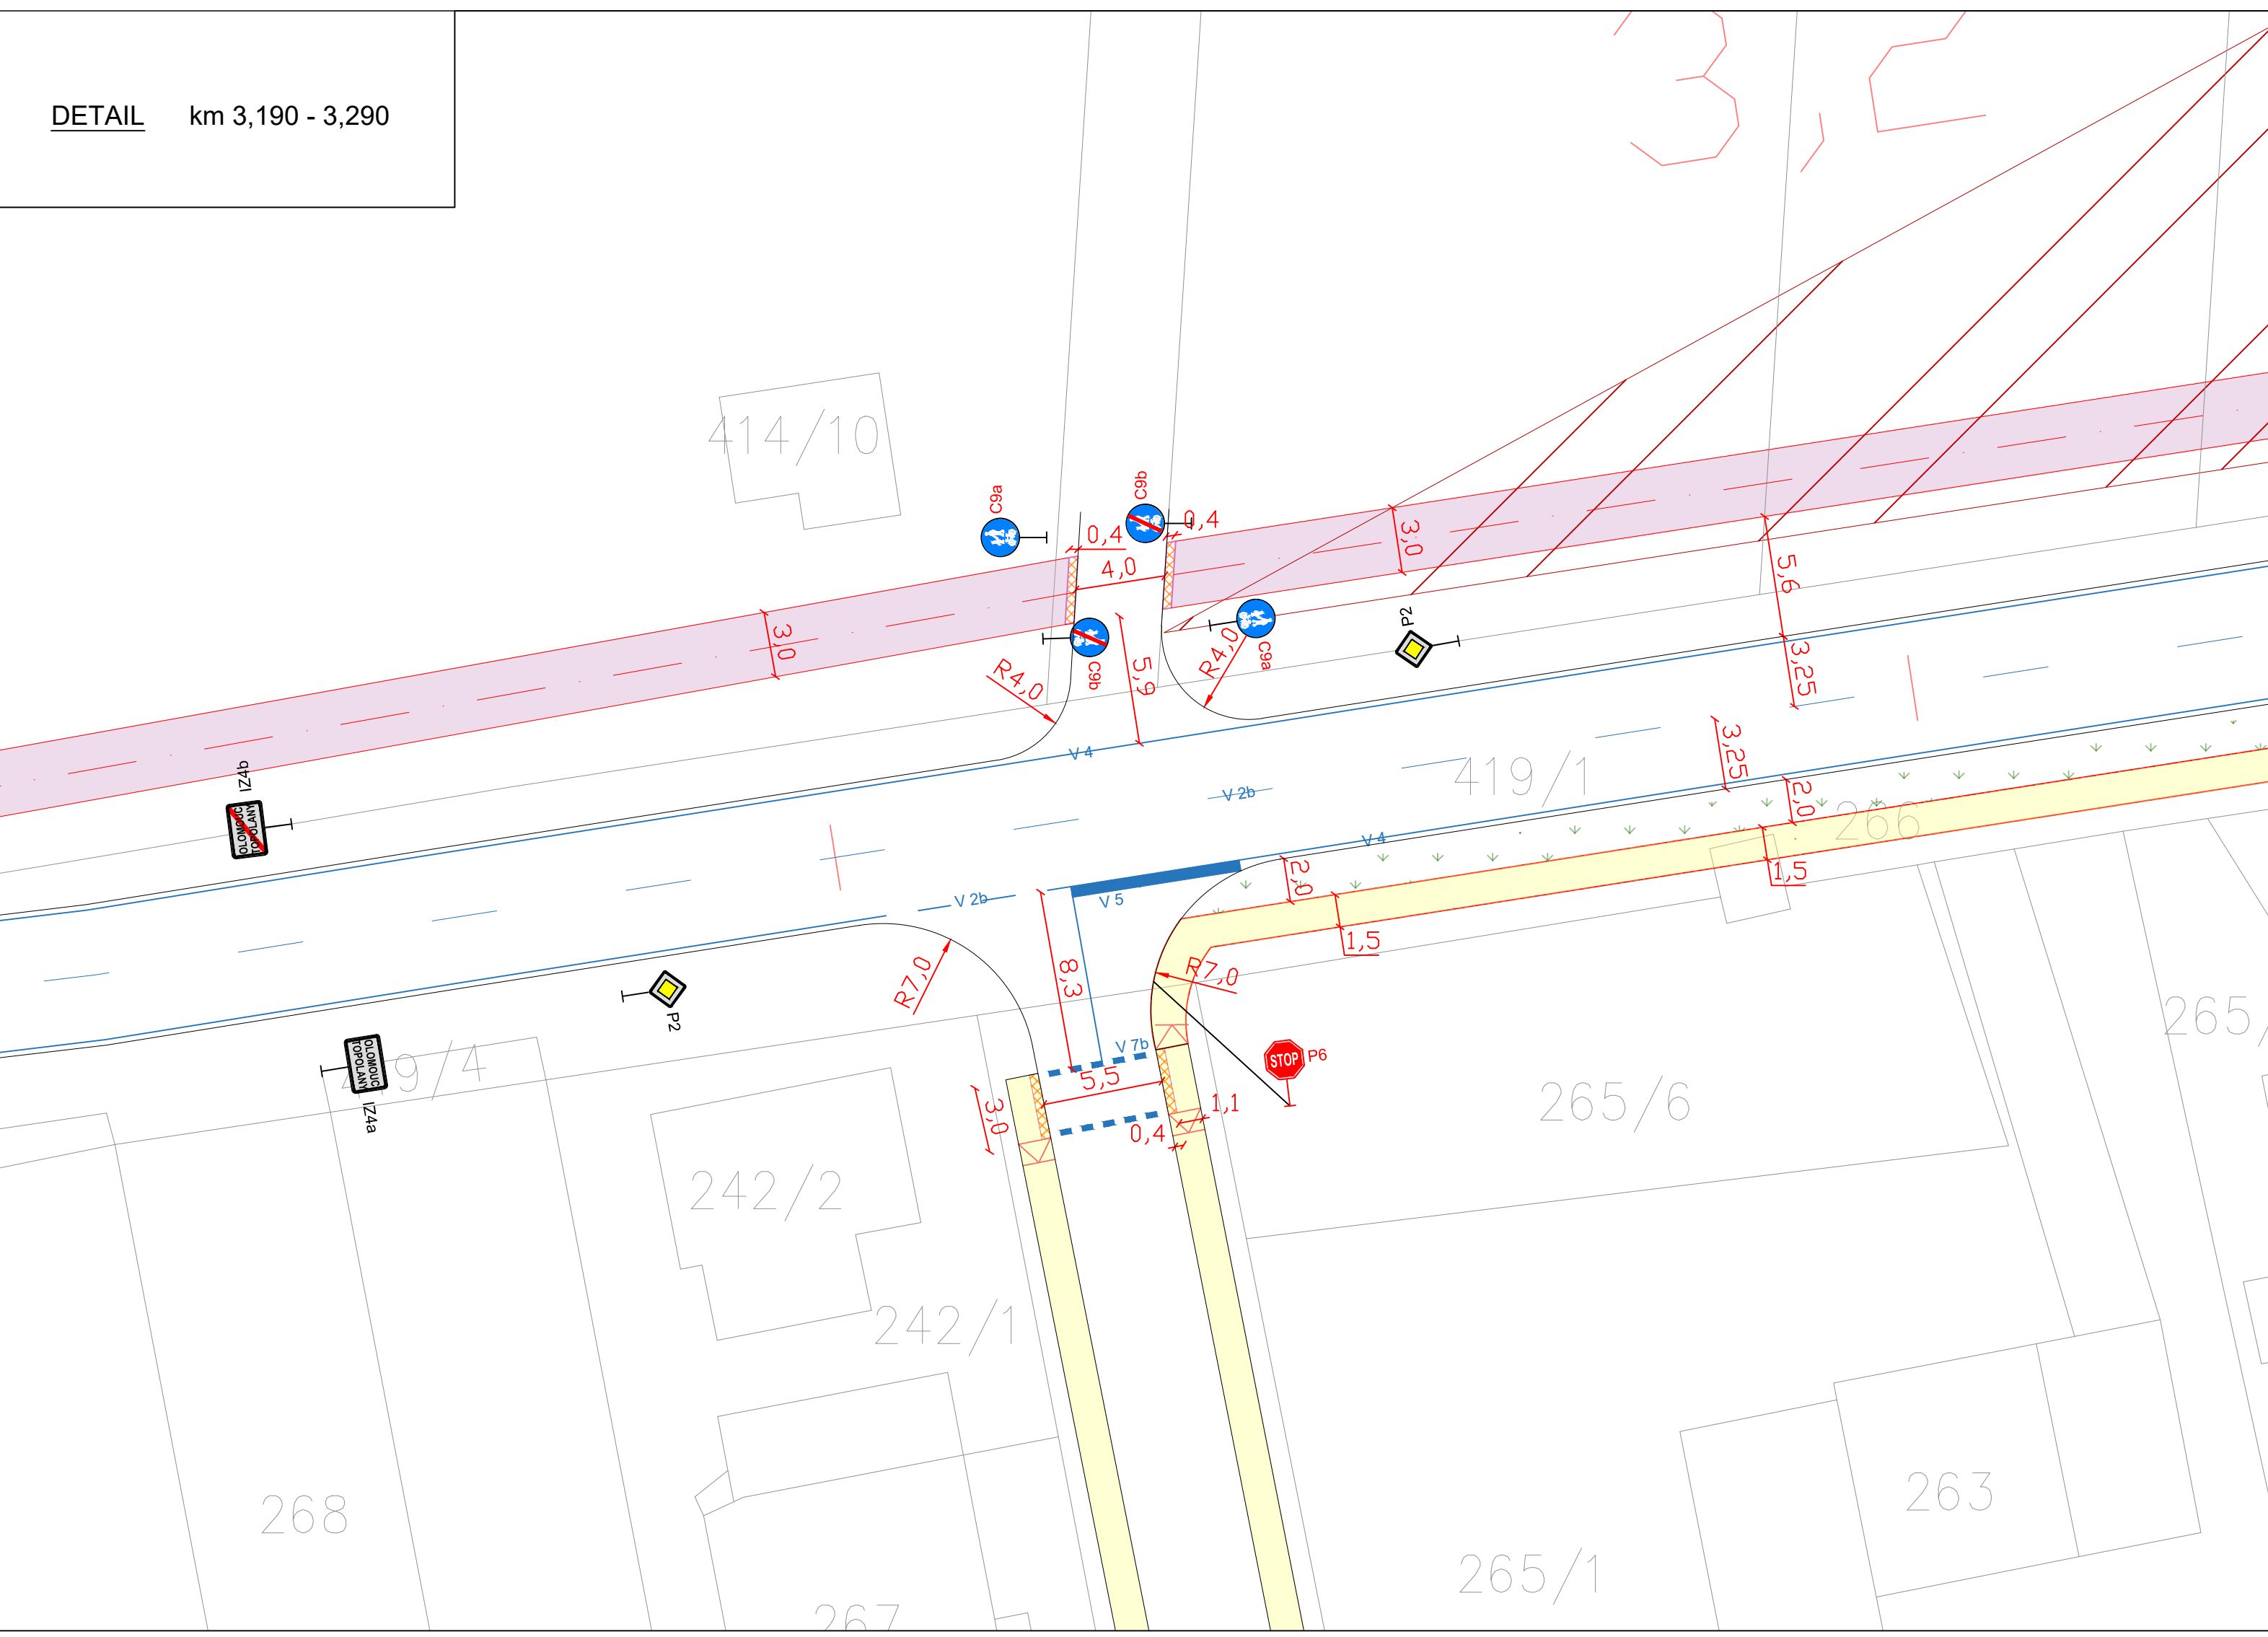 DETAIL km 3,190 - 3,290
3,2
414/10
C9a
C9b
0,4
0,4
4,0
3,0
3,0
C9b
5,9
R4,0
R4,0
C9a
P2
5,6
3,25
3,25
IZ4b
OLOMOUC
TOPOLANY
V 4
V 2b
419/1
V 4
2,0
266
1,5
2,0
1,5
V 2b
V 5
8,3
R7,0
R7,0
P2
OLOMOUC
TOPOLANY
IZ4a
V 7b
5,5
STOP P6
3,0
1,1
0,4
265/6
242/2
242/1
268
267
263
265/1